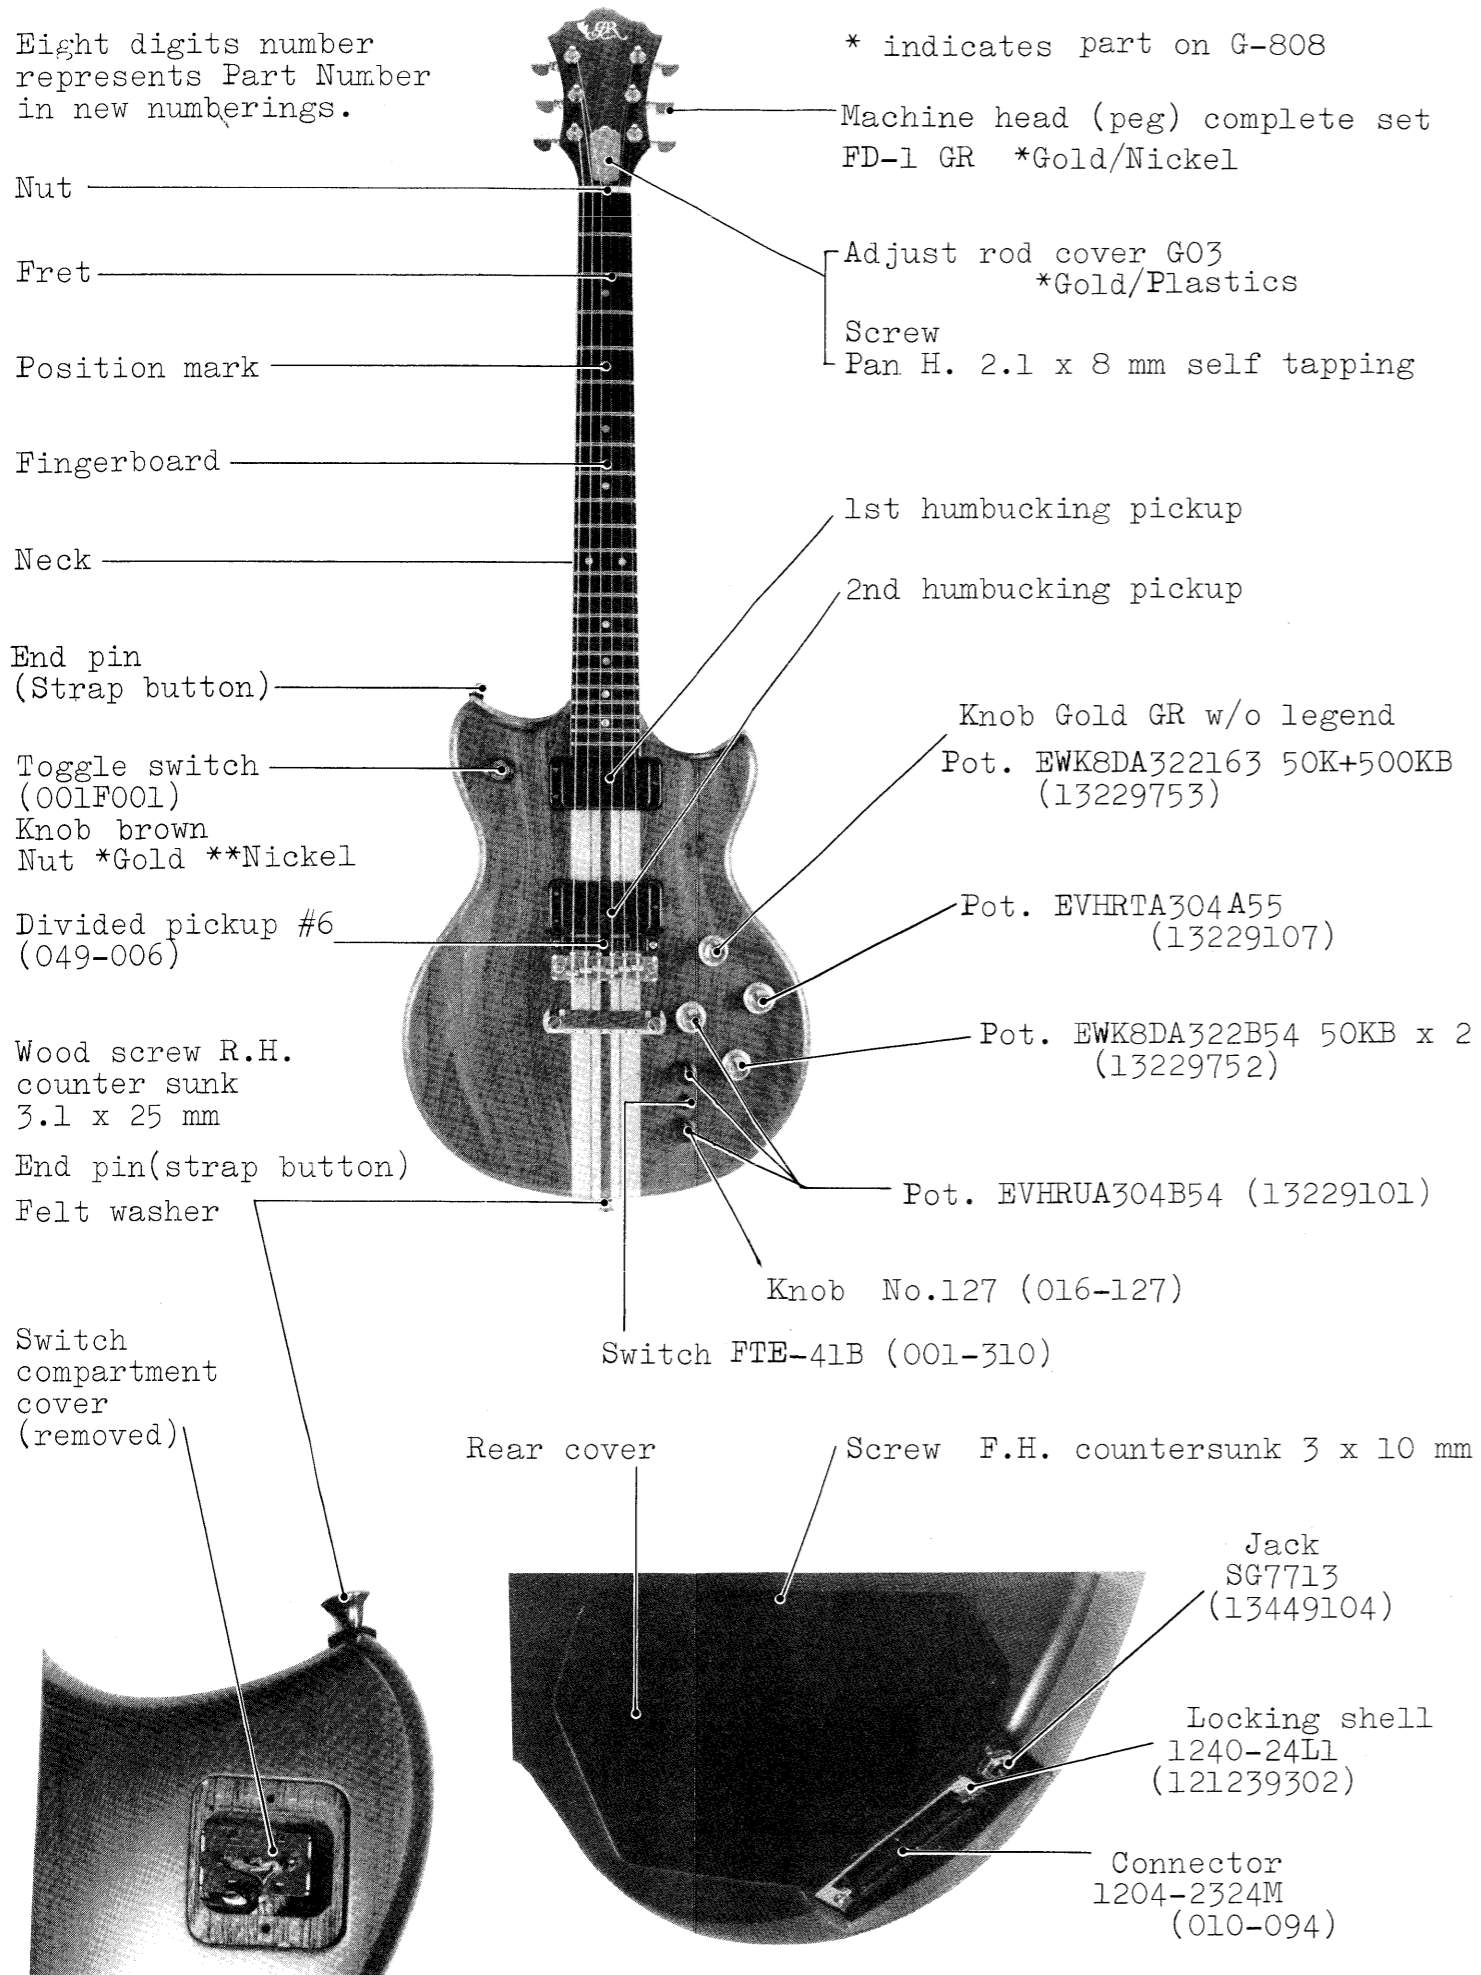 Eight digits number
represents Part Number
in new numberings.
* indicates part on G-808
GR
Machine head (peg) complete set
FD-1 GR *Gold/Nickel
Nut
Adjust rod cover G03
*Gold/Plastics
Fret
Screw
Pan H. 2.1 x 8 mm self tapping
Position mark
Fingerboard
1st humbucking pickup
Neck
2nd humbucking pickup
End pin
(Strap button)
Knob Gold GR w/o legend
Pot. EWK8DA322163 50K+500KB
(13229753)
Toggle switch
(001F001)
Knob brown
Nut *Gold **Nickel
Pot. EVHRTA304A55
(13229107)
Divided pickup #6
(049-006)
Pot. EWK8DA322B54 50KB x 2
(13229752)
Wood screw R.H.
counter sunk
3.1 x 25 mm
End pin(strap button)
Felt washer
Pot. EVHRUA304B54 (13229101)
Knob No.127 (016-127)
Switch FTE-41B (001-310)
Switch
compartment
cover
(removed)
Rear cover
Screw F.H. countersunk 3 x 10 mm
Jack
SG7713
(13449104)
Locking shell
1240-24L1
(121239302)
Connector
1204-2324M
(010-094)